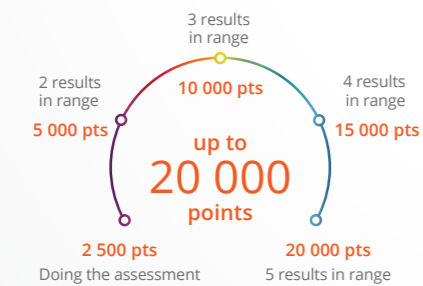 3 results
in range
10 000 pts
2 results
in range
5 000 pts
4 results
in range
15 000 pts
up to
20 000
points
2 500 pts
Doing the assessment
20 000 pts
5 results in range